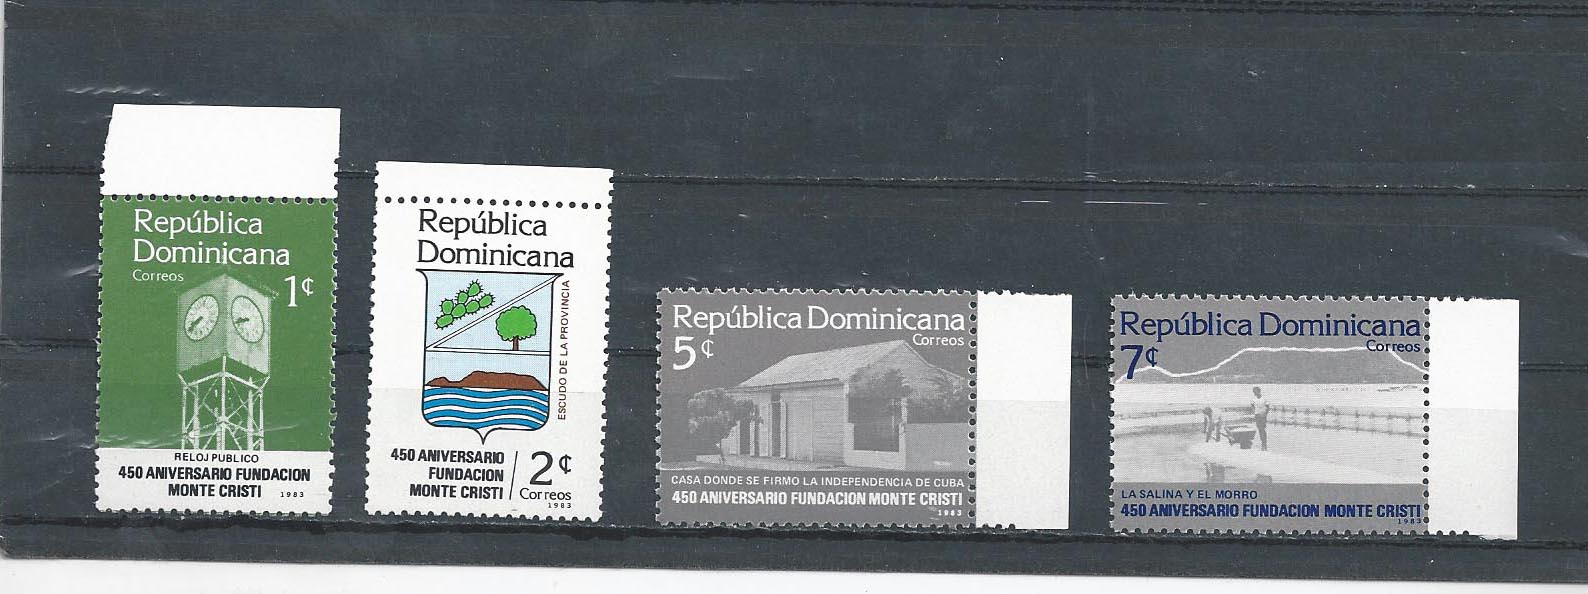 República
Dominicana
Correos
1¢
RELOJ PUBLICO
450 ANIVERSARIO FUNDACION
MONTE CRISTI 1983
República
Dominicana
ESCUDO DE LA PROVINCIA
450 ANIVERSARIO
FUNDACION
MONTE CRISTI
2¢
Correos
1983
República Dominicana
5¢
Correos
CASA DONDE SE FIRMO LA INDEPENDENCIA DE CUBA
450 ANIVERSARIO FUNDACION MONTE CRISTI
1983
República Dominicana
7¢
Correos
LA SALINA Y EL MORRO
450 ANIVERSARIO FUNDACION MONTE CRISTI
1983